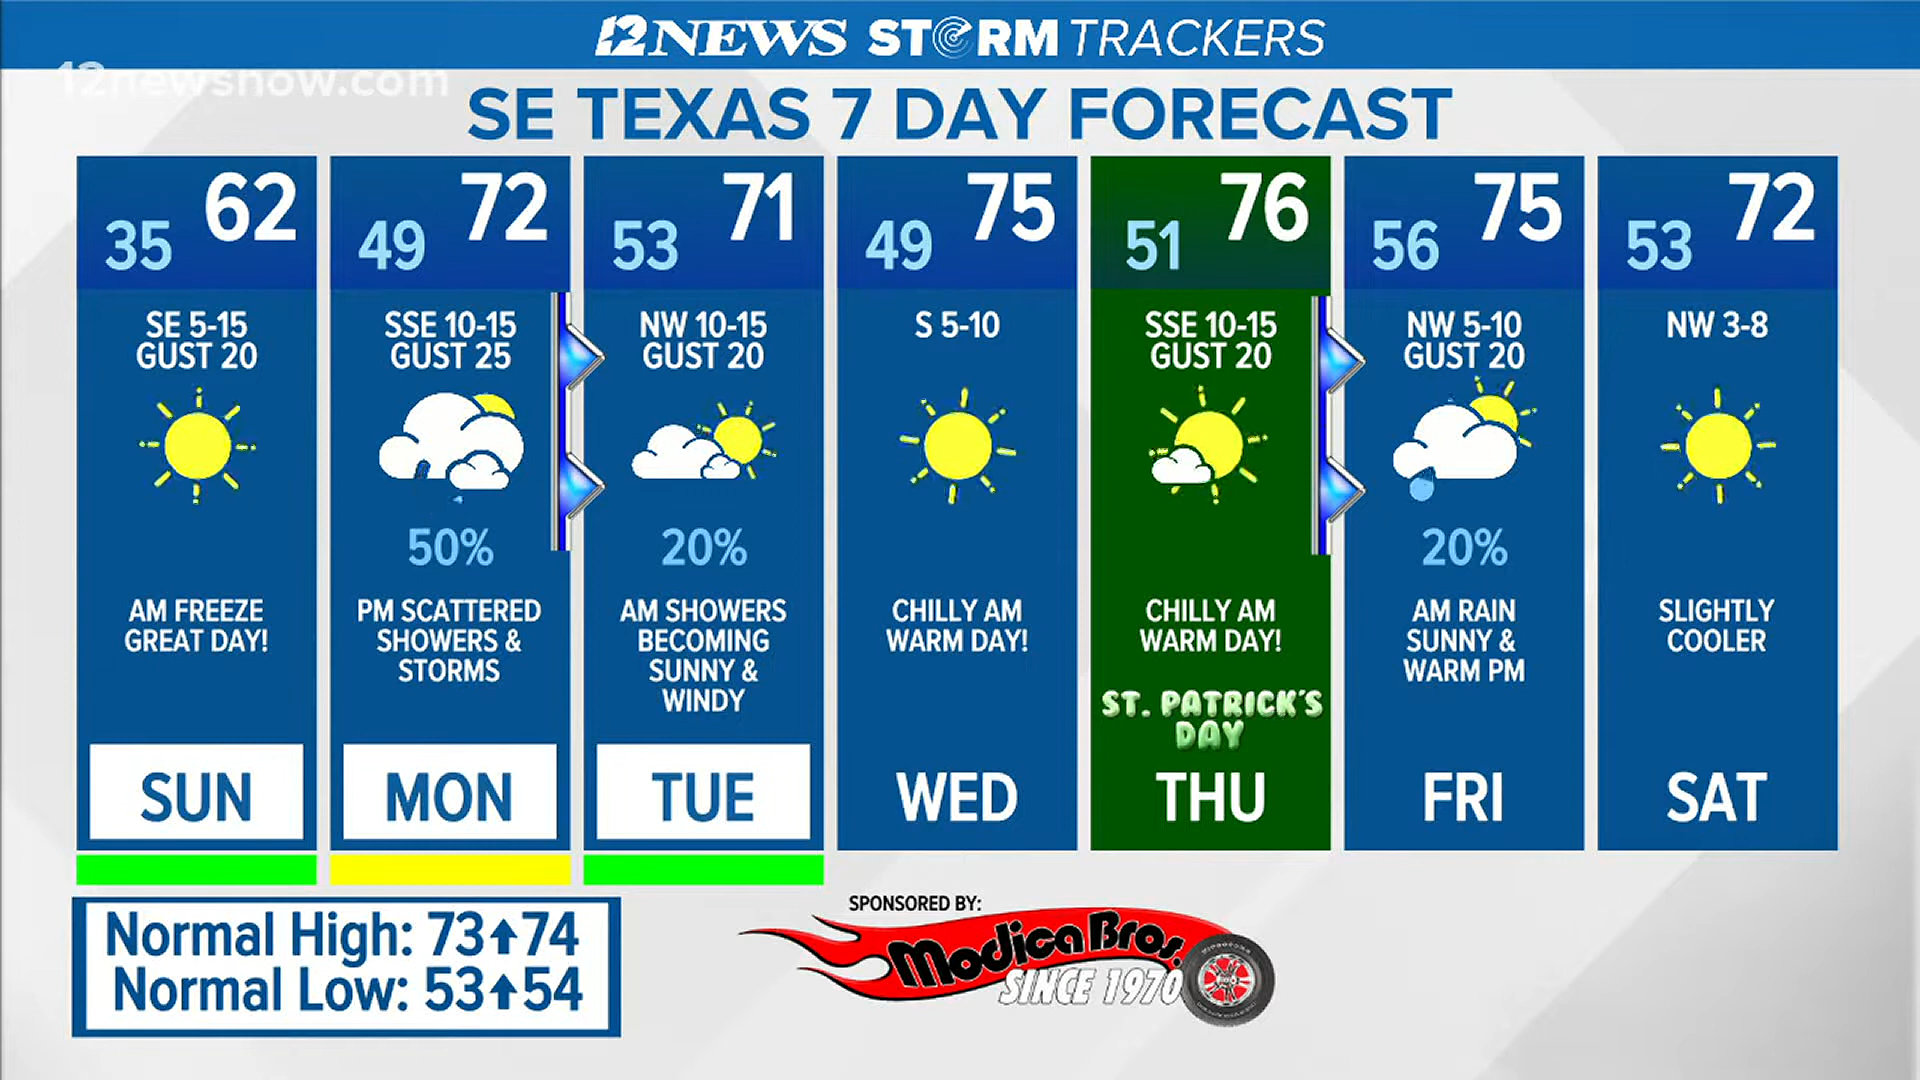 12NEWS STORM TRACKERS
12newsnow.com
SE TEXAS 7 DAY FORECAST
35 62
SE 5-15
GUST 20
AM FREEZE
GREAT DAY!
SUN
49 72
SSE 10-15
GUST 25
50%
PM SCATTERED
SHOWERS &
STORMS
MON
53 71
NW 10-15
GUST 20
20%
AM SHOWERS
BECOMING
SUNNY &
WINDY
TUE
49 75
S 5-10
CHILLY AM
WARM DAY!
WED
51 76
SSE 10-15
GUST 20
CHILLY AM
WARM DAY!
ST. PATRICK'S
DAY
THU
56 75
NW 5-10
GUST 20
20%
AM RAIN
SUNNY &
WARM PM
FRI
53 72
NW 3-8
SLIGHTLY
COOLER
SAT
Normal High: 73↑74
Normal Low: 53↑54
SPONSORED BY:
Modica Bros.
SINCE 1970